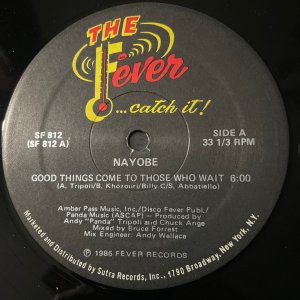 THE
Fever
...catch it!
SF 812
(SF 812 A)
SIDE A
33 1/3 RPM
NAYOBE
GOOD THINGS COME TO THOSE WHO WAIT 6:00
(A. Tripoli/B. Khozouri/Billy C/S. Abbatiello)
Amber Pass Music, Inc./Disco Fever Publ./
Panda Music (ASCAP) – Produced by
Andy "Panda" Tripoli and Chuck Ange
Mixed by Bruce Forrest
Mix Engineer: Andy Wallace
℗ 1986 FEVER RECORDS
Marketed and Distributed by Sutra Records, Inc., 1790 Broadway, New York, N.Y.